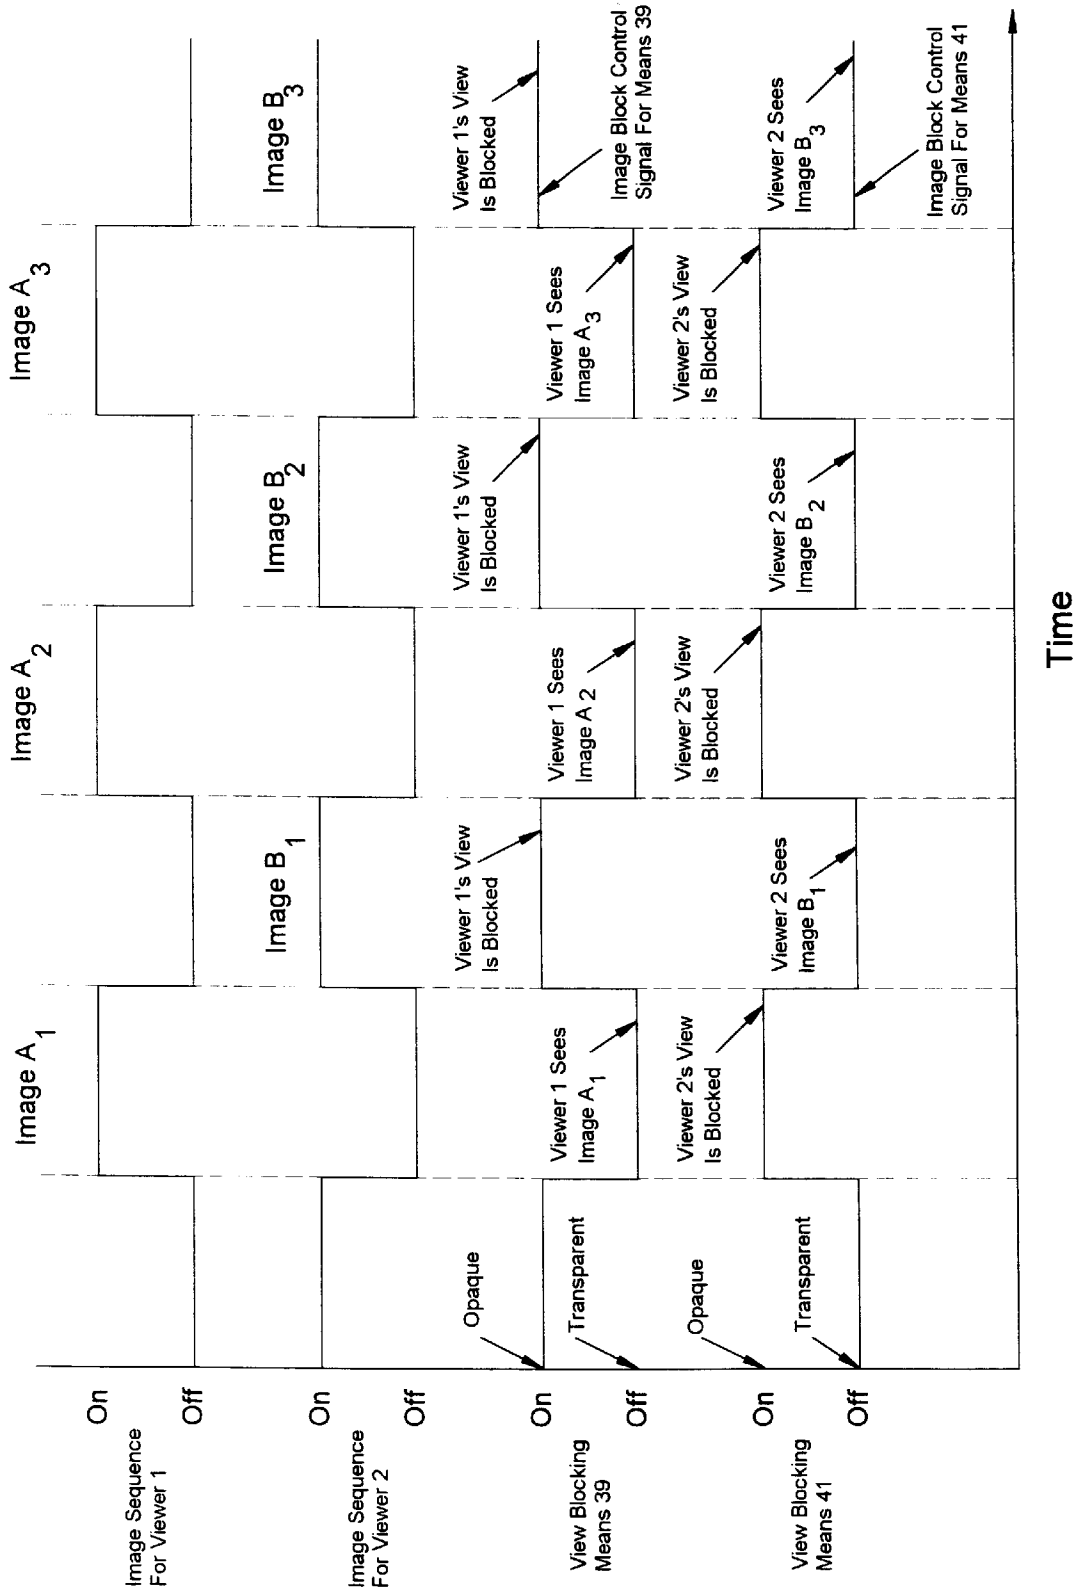 Image A1
Image A2
Image A3
On
Off
Image Sequence
For Viewer 1
Image B1
Image B2
Image B3
On
Off
Image Sequence
For Viewer 2
Opaque
Viewer 1's View
Is Blocked
Viewer 1's View
Is Blocked
Viewer 1's View
Is Blocked
On
Off
View Blocking
Means 39
Transparent
Viewer 1 Sees
Image A1
Viewer 1 Sees
Image A 2
Viewer 1 Sees
Image A3
Image Block Control
Signal For Means 39
Opaque
Viewer 2's View
Is Blocked
Viewer 2's View
Is Blocked
Viewer 2's View
Is Blocked
On
Off
View Blocking
Means 41
Transparent
Viewer 2 Sees
Image B1
Viewer 2 Sees
Image B 2
Viewer 2 Sees
Image B3
Image Block Control
Signal For Means 41
Time